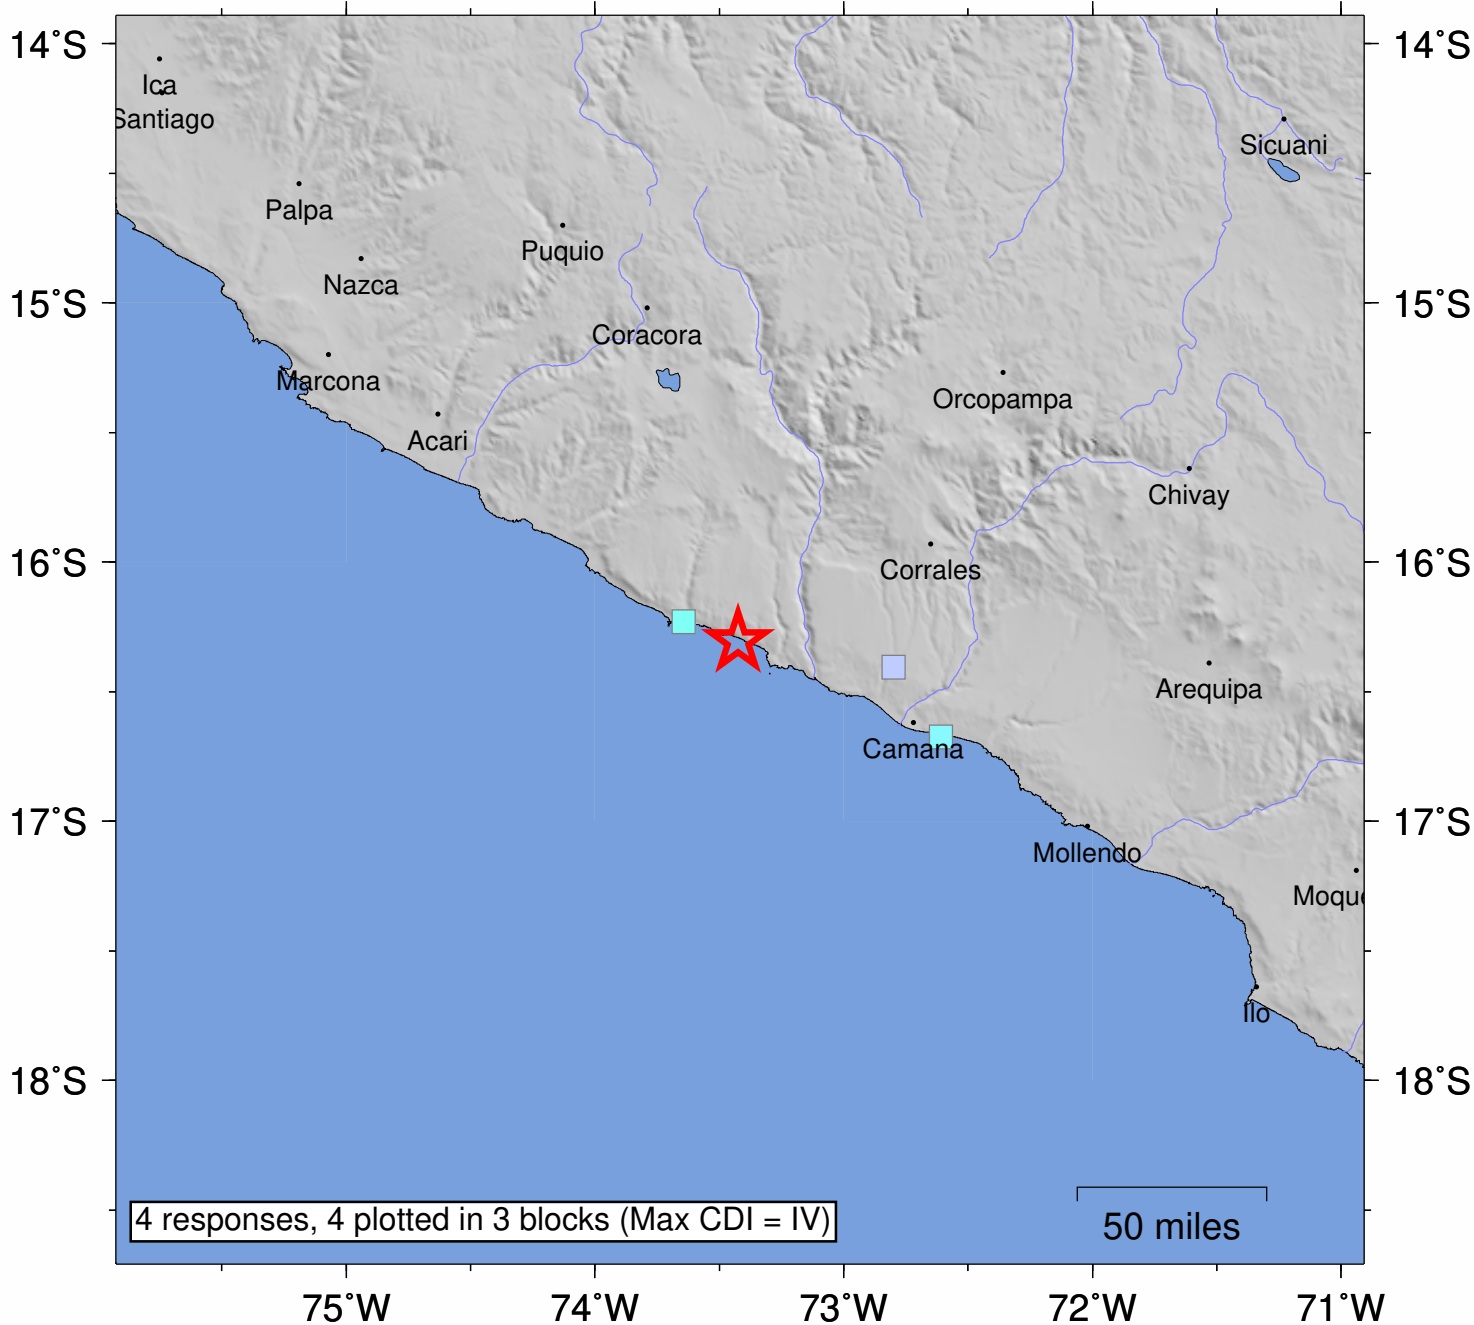 14°S 14°S
Ica
Santiago
Sicuani
Palpa
Puquio
Nazca
15°S 15°S
Coracora
Marcona
Orcopampa
Acari
Chivay
16°S 16°S
Corrales
Arequipa
Camana
17°S 17°S
Mollendo
Moque
Ilo
18°S 18°S
4 responses, 4 plotted in 3 blocks (Max CDI = IV)
50 miles
75°W 74°W 73°W 72°W 71°W